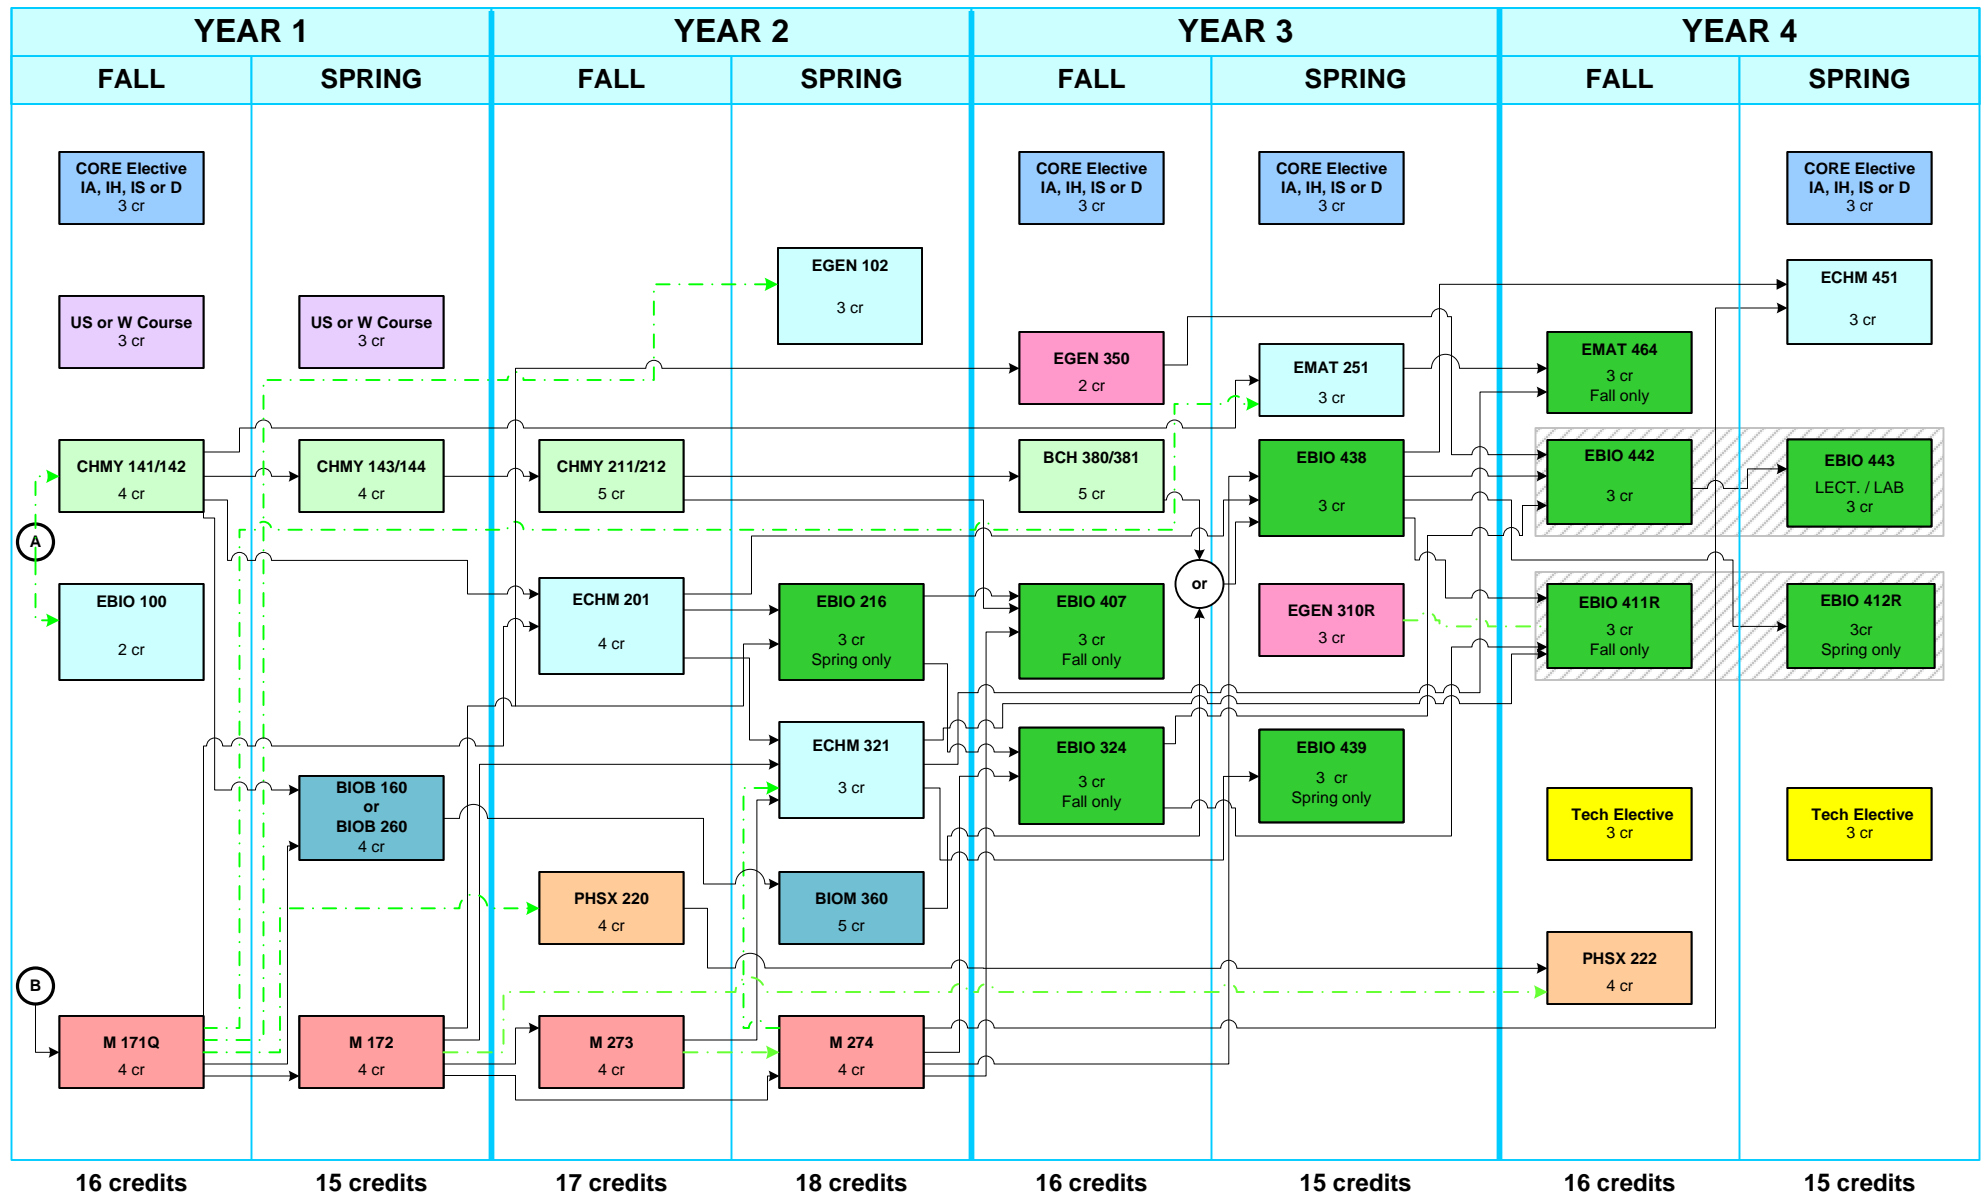 YEAR 1
YEAR 2
YEAR 3
YEAR 4
FALL
SPRING
FALL
SPRING
FALL
SPRING
FALL
SPRING
CORE Elective
IA, IH, IS or D
3 cr
US or W Course
3 cr
CHMY 141/142
4 cr
A
EBIO 100
2 cr
B
M 171Q
4 cr
US or W Course
3 cr
CHMY 143/144
4 cr
BIOB 160
or
BIOB 260
4 cr
M 172
4 cr
CHMY 211/212
5 cr
ECHM 201
4 cr
PHSX 220
4 cr
M 273
4 cr
EGEN 102
3 cr
EBIO 216
3 cr
Spring only
ECHM 321
3 cr
BIOM 360
5 cr
M 274
4 cr
CORE Elective
IA, IH, IS or D
3 cr
EGEN 350
2 cr
BCH 380/381
5 cr
EBIO 407
3 cr
Fall only
EBIO 324
3 cr
Fall only
or
CORE Elective
IA, IH, IS or D
3 cr
EMAT 251
3 cr
EBIO 438
3 cr
EGEN 310R
3 cr
EBIO 439
3 cr
Spring only
EMAT 464
3 cr
Fall only
EBIO 442
3 cr
EBIO 411R
3 cr
Fall only
Tech Elective
3 cr
PHSX 222
4 cr
CORE Elective
IA, IH, IS or D
3 cr
ECHM 451
3 cr
EBIO 443
LECT. / LAB
3 cr
EBIO 412R
3cr
Spring only
Tech Elective
3 cr
16 credits
15 credits
17 credits
18 credits
16 credits
15 credits
16 credits
15 credits